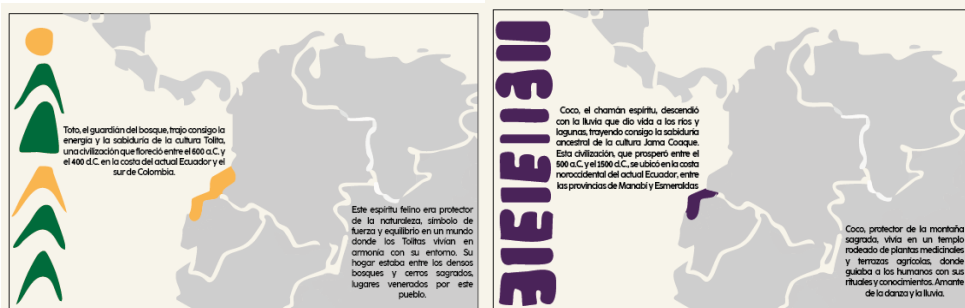 Toto, el guardián del bosque, trajo consigo la
energía y la sabiduría de la cultura Tolita,
una civilización que floreció entre el 600 a.C. y
el 400 d.C. en la costa del actual Ecuador y el
sur de Colombia.
Este espíritu felino era protector
de la naturaleza, símbolo de
fuerza y equilibrio en un mundo
donde los Tolitas vivían en
armonía con su entorno. Su
hogar estaba entre los densos
bosques y cerros sagrados,
lugares venerados por este
pueblo.
Coco, el chamán espíritu, descendió
con la lluvia que dio vida a los ríos y
lagunas, trayendo consigo la sabiduría
ancestral de la cultura Jama Coaque.
Esta civilización, que prosperó entre el
500 a.C. y el 1500 d.C., se ubicó en la costa
noroccidental del actual Ecuador, entre
las provincias de Manabí y Esmeraldas
Coco, protector de la montaña
sagrada, vivía en un templo
rodeado de plantas medicinales
y terrazas agrícolas, donde
guiaba a los humanos con sus
rituales y conocimientos. Amante
de la danza y la lluvia.